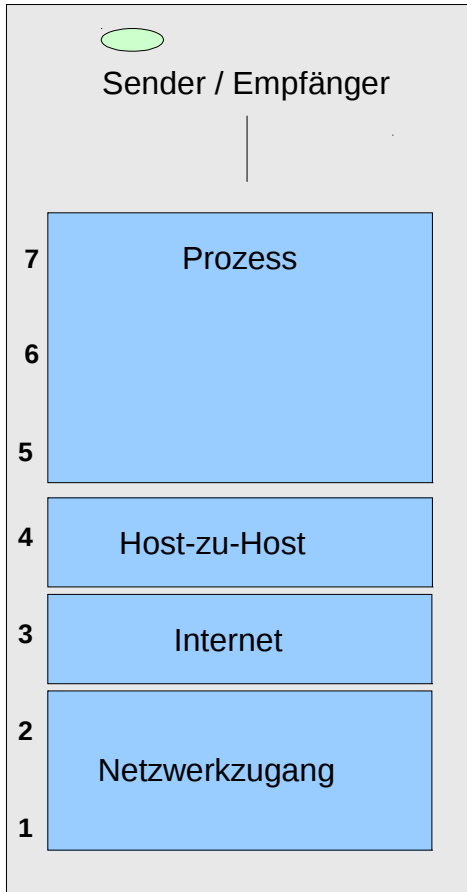 Sender / Empfänger
7 Prozess
6
5
4 Host-zu-Host
3 Internet
2
Netzwerkzugang
1